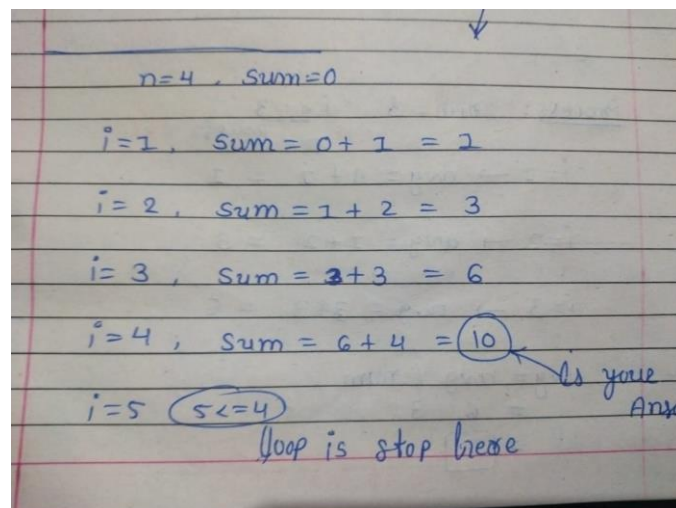 n=4, Sum=0
i=1, Sum = 0+ 1 = 1
i= 2, Sum = 1 + 2 = 3
i= 3, Sum = 3+3 = 6
i=4, Sum = 6+ 4 = 10
is your
Ans
i=5 5<=4
loop is stop here